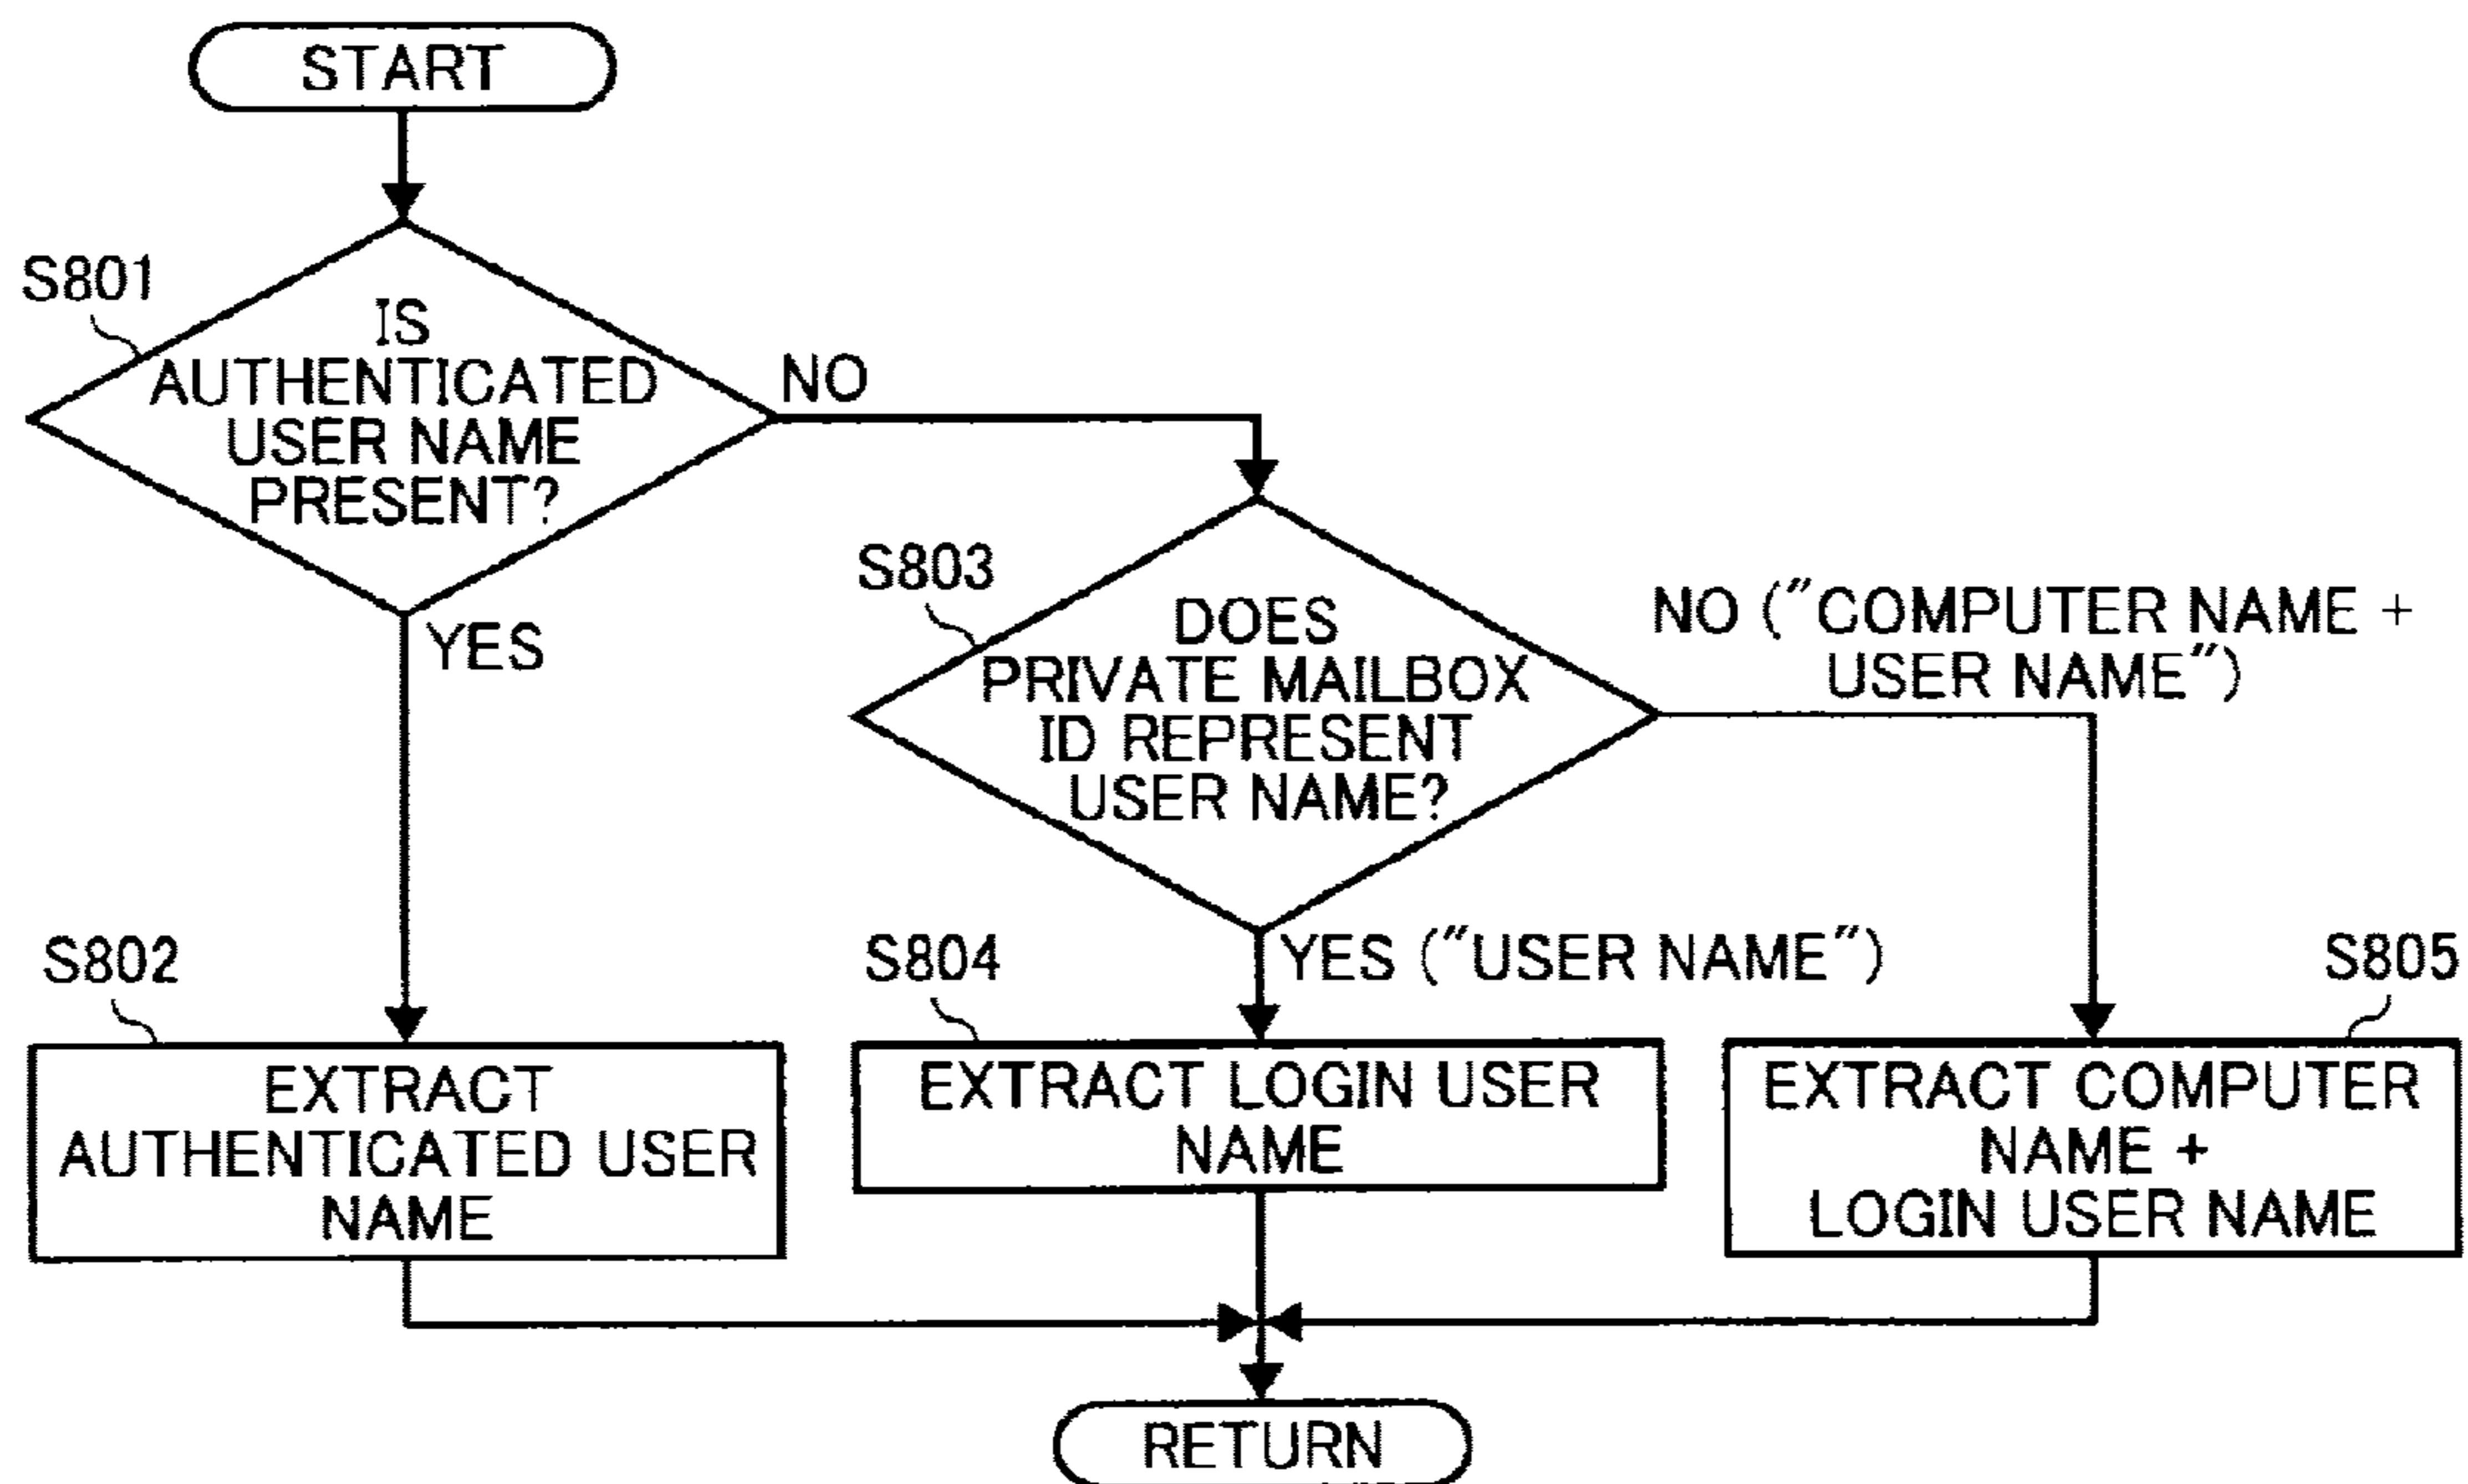 START
S801
IS
AUTHENTICATED
USER NAME
PRESENT?
NO
YES
S803
DOES
PRIVATE MAILBOX
ID REPRESENT
USER NAME?
NO ("COMPUTER NAME +
USER NAME")
YES ("USER NAME")
S802
EXTRACT
AUTHENTICATED USER
NAME
S804
EXTRACT LOGIN USER
NAME
S805
EXTRACT COMPUTER
NAME +
LOGIN USER NAME
RETURN